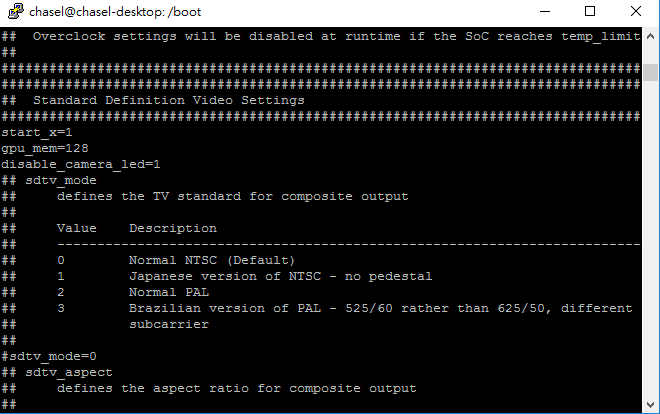 chasel@chasel-desktop: /boot
##  Overclock settings will be disabled at runtime if the SoC reaches temp_limit
##
################################################################################
################################################################################
##  Standard Definition Video Settings
################################################################################
start_x=1
gpu_mem=128
disable_camera_led=1
## sdtv_mode
##     defines the TV standard for composite output
##
##     Value    Description
##     -------------------------------------------------------------------------
##     0        Normal NTSC (Default)
##     1        Japanese version of NTSC - no pedestal
##     2        Normal PAL
##     3        Brazilian version of PAL - 525/60 rather than 625/50, different
##              subcarrier
##
#sdtv_mode=0
## sdtv_aspect
##     defines the aspect ratio for composite output
##